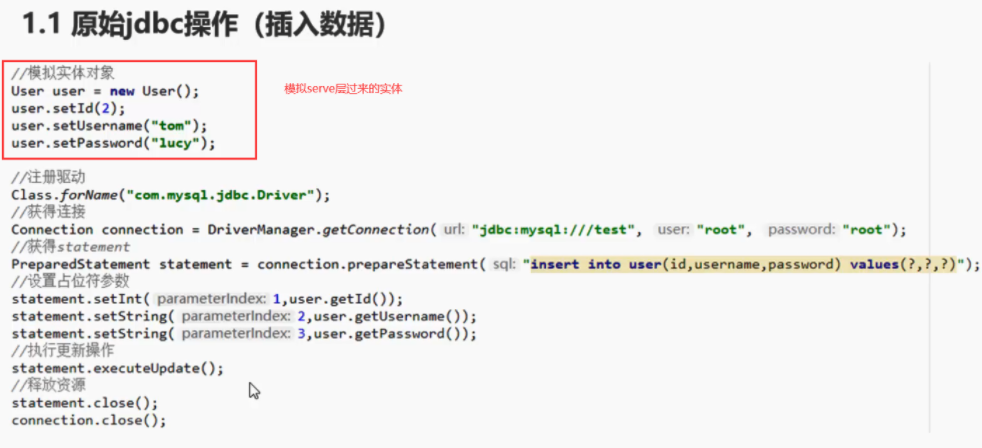 1.1 原始jdbc操作（插入数据）
//模拟实体对象
User user = new User();
模拟serve层过来的实体
user.setId(2);
user.setUsername("tom");
user.setPassword("lucy");
//注册驱动
Class.forName("com.mysql.jdbc.Driver");
//获得连接
Connection connection = DriverManager.getConnection( url: "jdbc:mysql:///test", user: "root", password: "root");
//获得statement
PreparedStatement statement = connection.prepareStatement( sql: "insert into user(id,username,password) values(?,?,?)");
//设置占位符参数
statement.setInt( parameterIndex: 1,user.getId());
statement.setString( parameterIndex: 2,user.getUsername());
statement.setString( parameterIndex: 3,user.getPassword());
//执行更新操作
statement.executeUpdate();
//释放资源
statement.close();
connection.close();